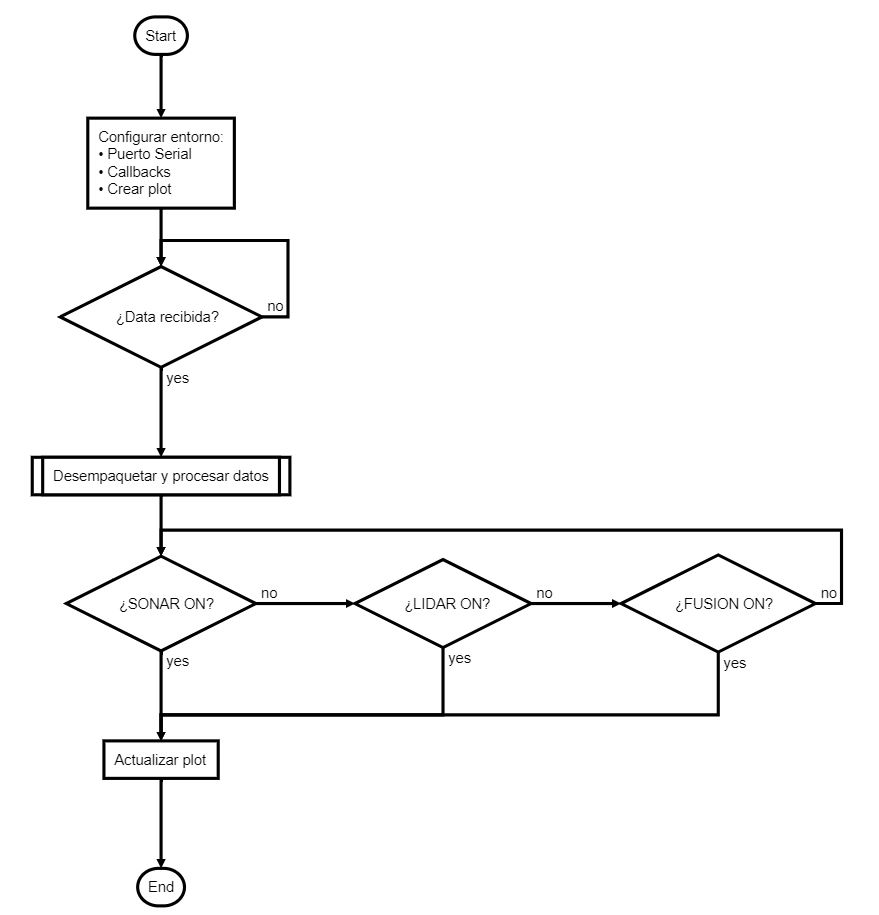 Start
Configurar entorno:
• Puerto Serial
• Callbacks
• Crear plot
no
¿Data recibida?
yes
Desempaquetar y procesar datos
no
no
no
¿SONAR ON?
¿LIDAR ON?
¿FUSION ON?
yes
yes
yes
Actualizar plot
End